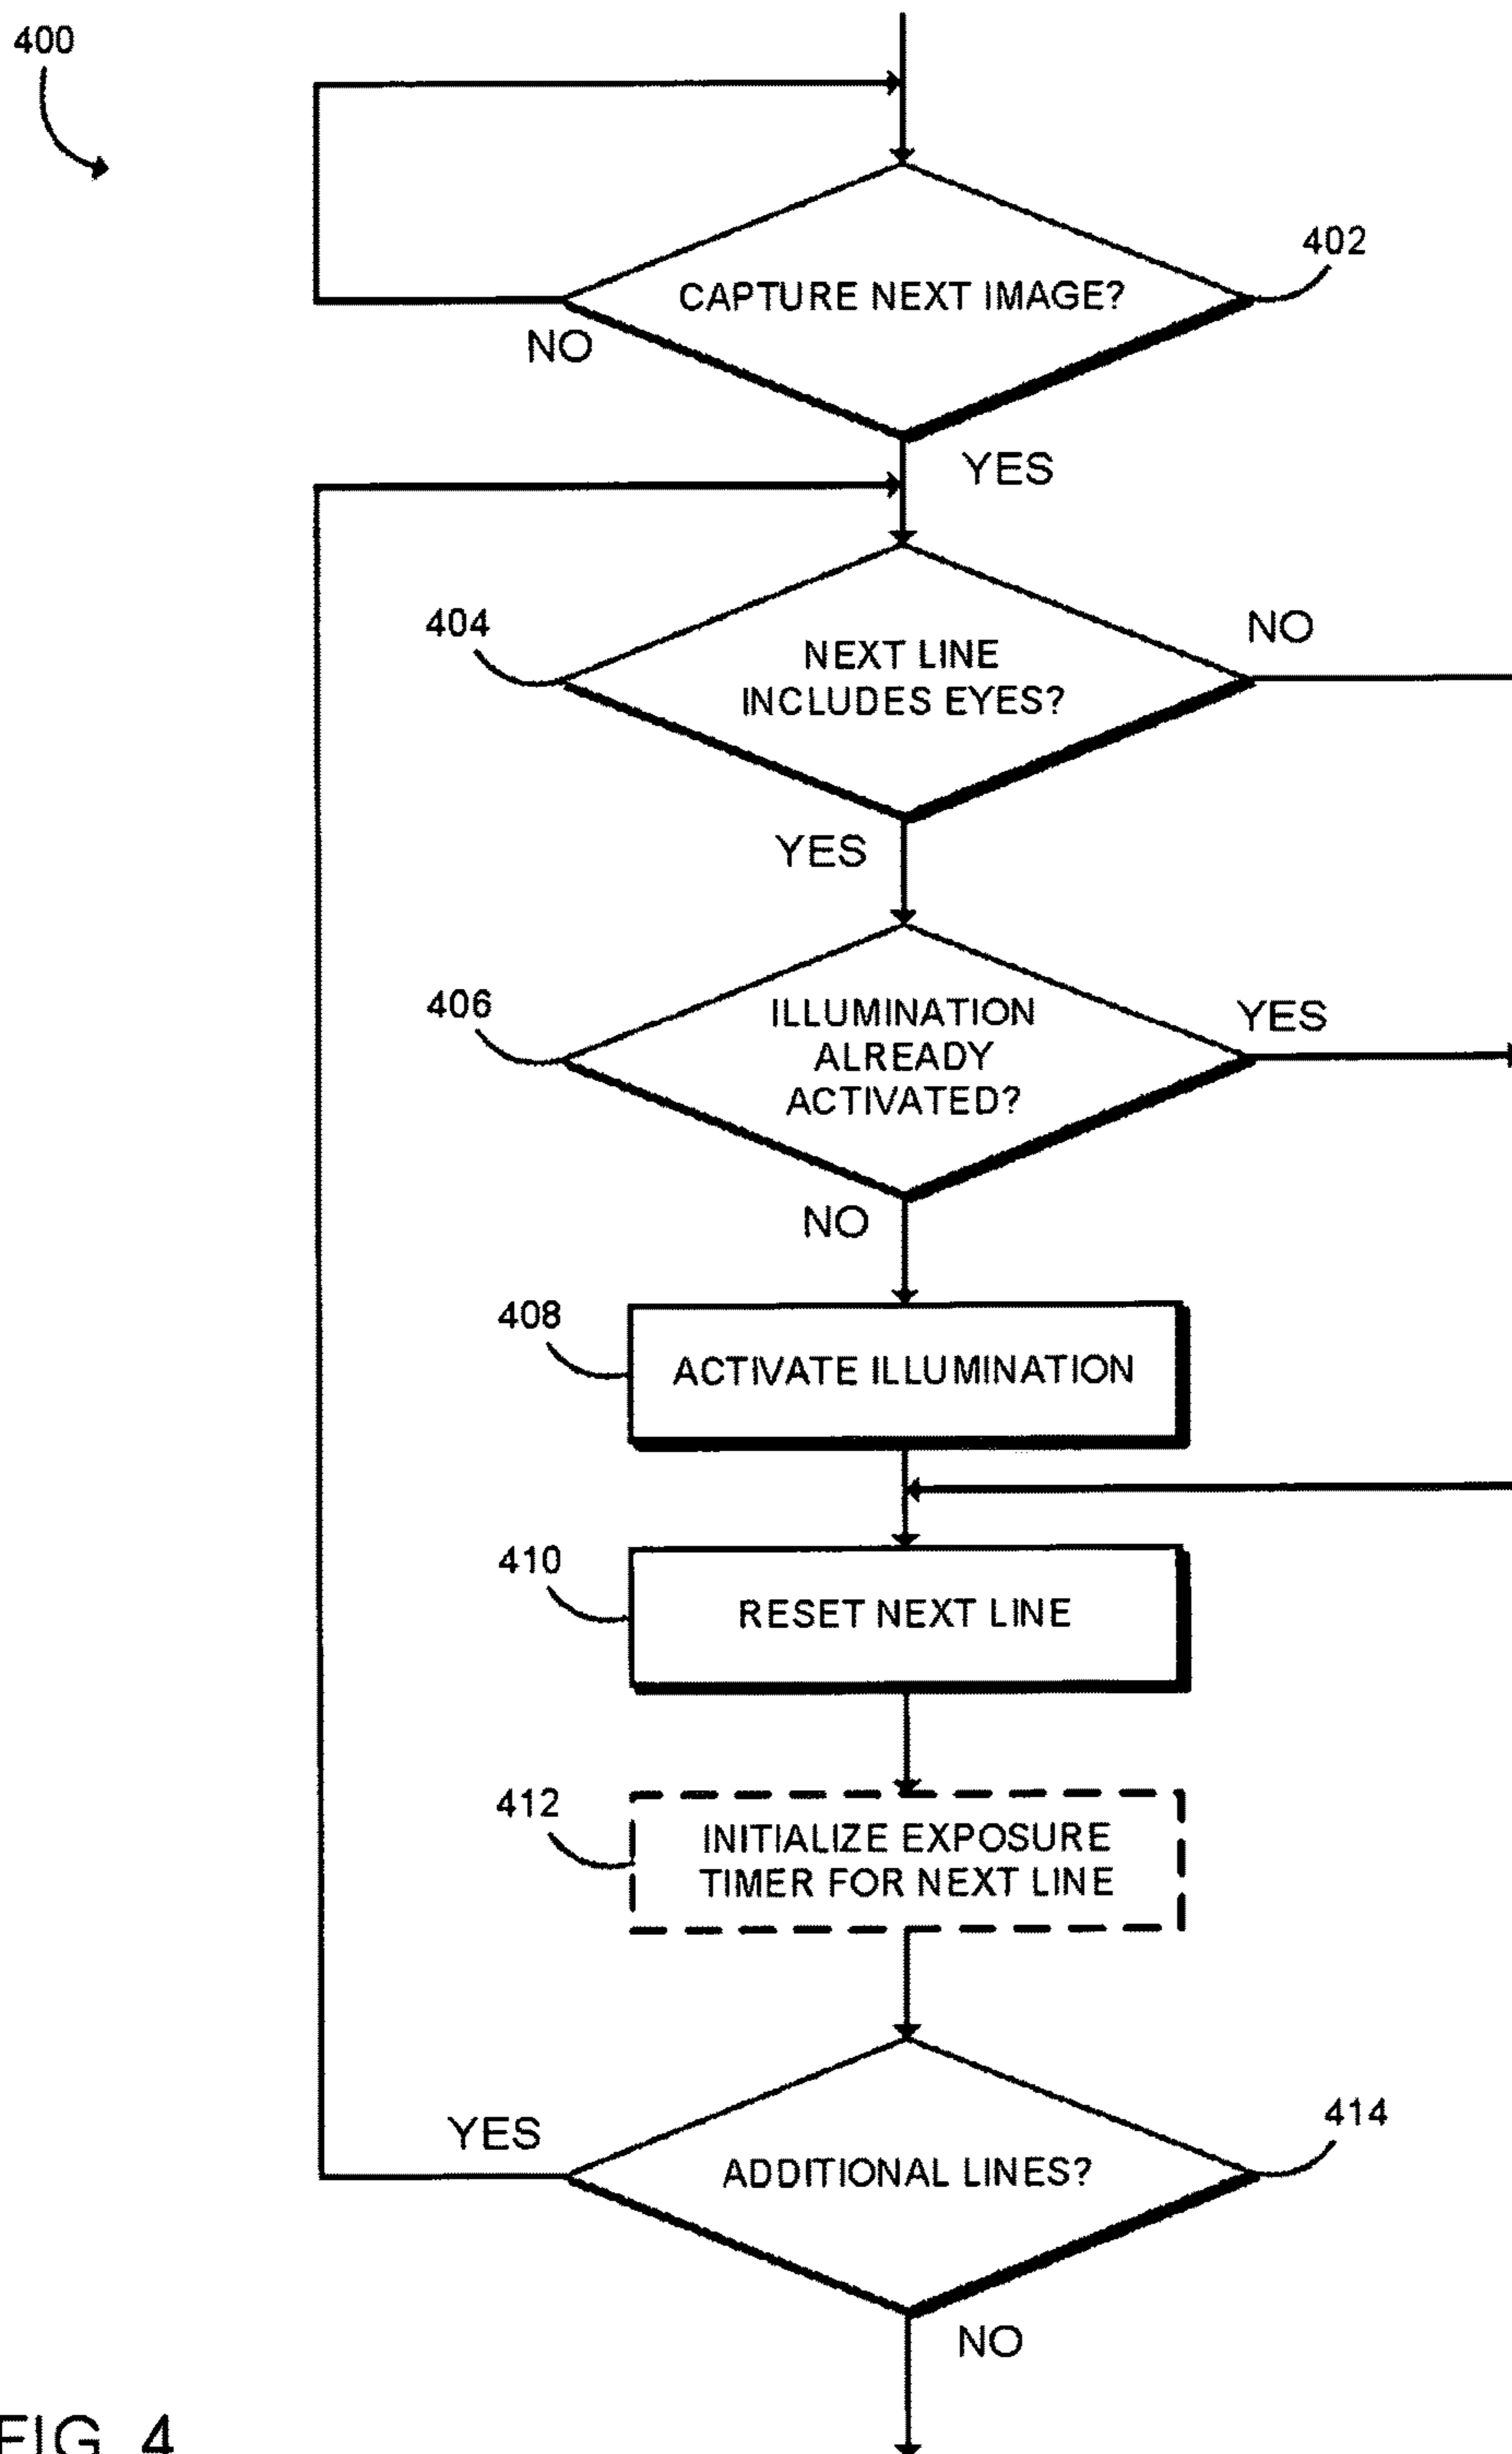 400
402
CAPTURE NEXT IMAGE?
NO
YES
404
NO
NEXT LINE
INCLUDES EYES?
YES
406
YES
ILLUMINATION
ALREADY
ACTIVATED?
NO
408
ACTIVATE ILLUMINATION
410
RESET NEXT LINE
412
INITIALIZE EXPOSURE
TIMER FOR NEXT LINE
414
YES
ADDITIONAL LINES?
NO
FIG. 4